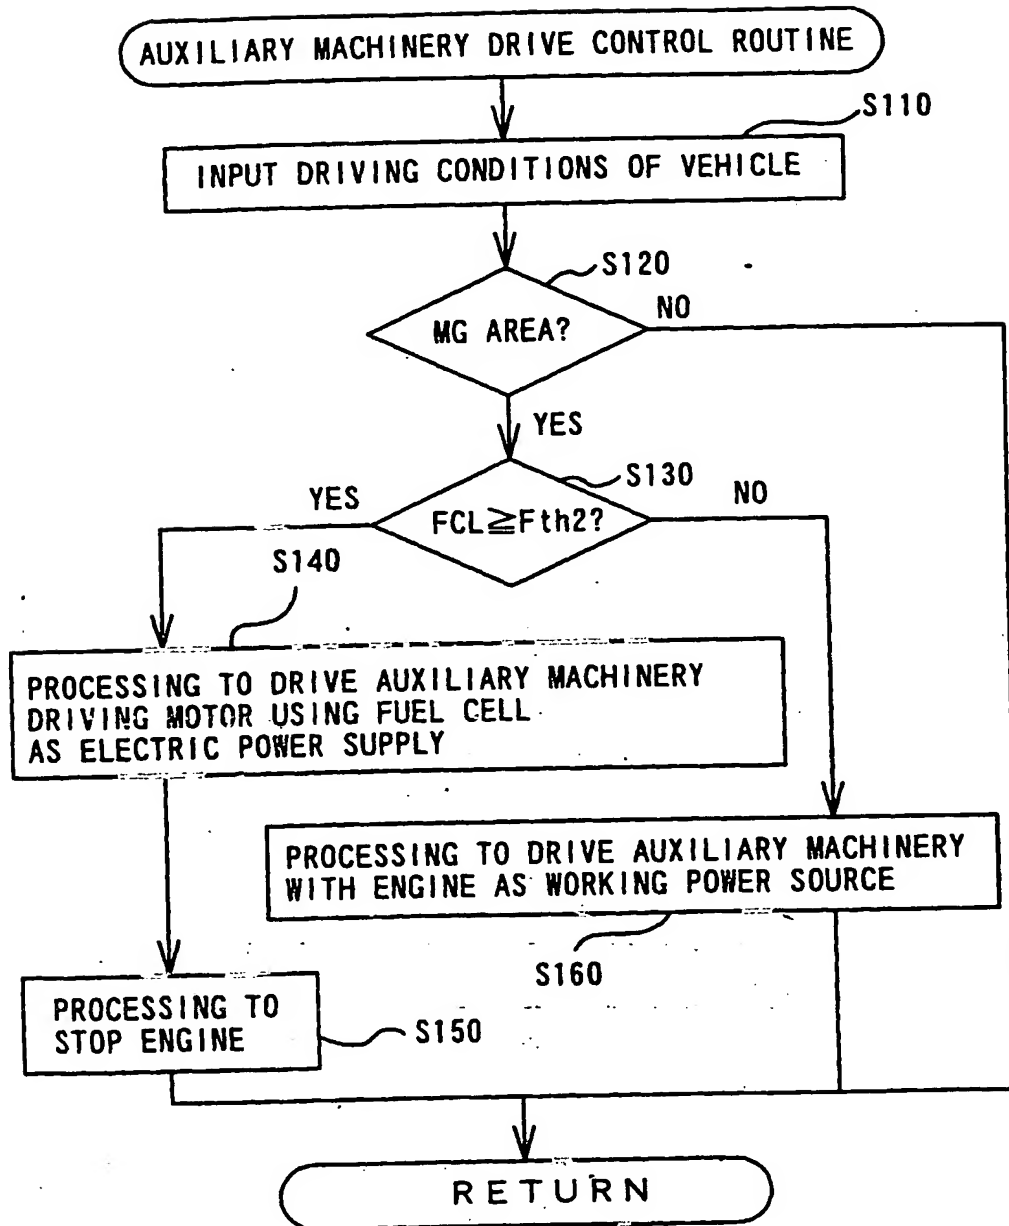 AUXILIARY MACHINERY DRIVE CONTROL ROUTINE
S110
INPUT DRIVING CONDITIONS OF VEHICLE
S120
MG AREA?
NO
YES
S130
FCL≧Fth2?
YES
NO
S140
PROCESSING TO DRIVE AUXILIARY MACHINERY
DRIVING MOTOR USING FUEL CELL
AS ELECTRIC POWER SUPPLY
PROCESSING TO DRIVE AUXILIARY MACHINERY
WITH ENGINE AS WORKING POWER SOURCE
S160
PROCESSING TO
STOP ENGINE
S150
RETURN